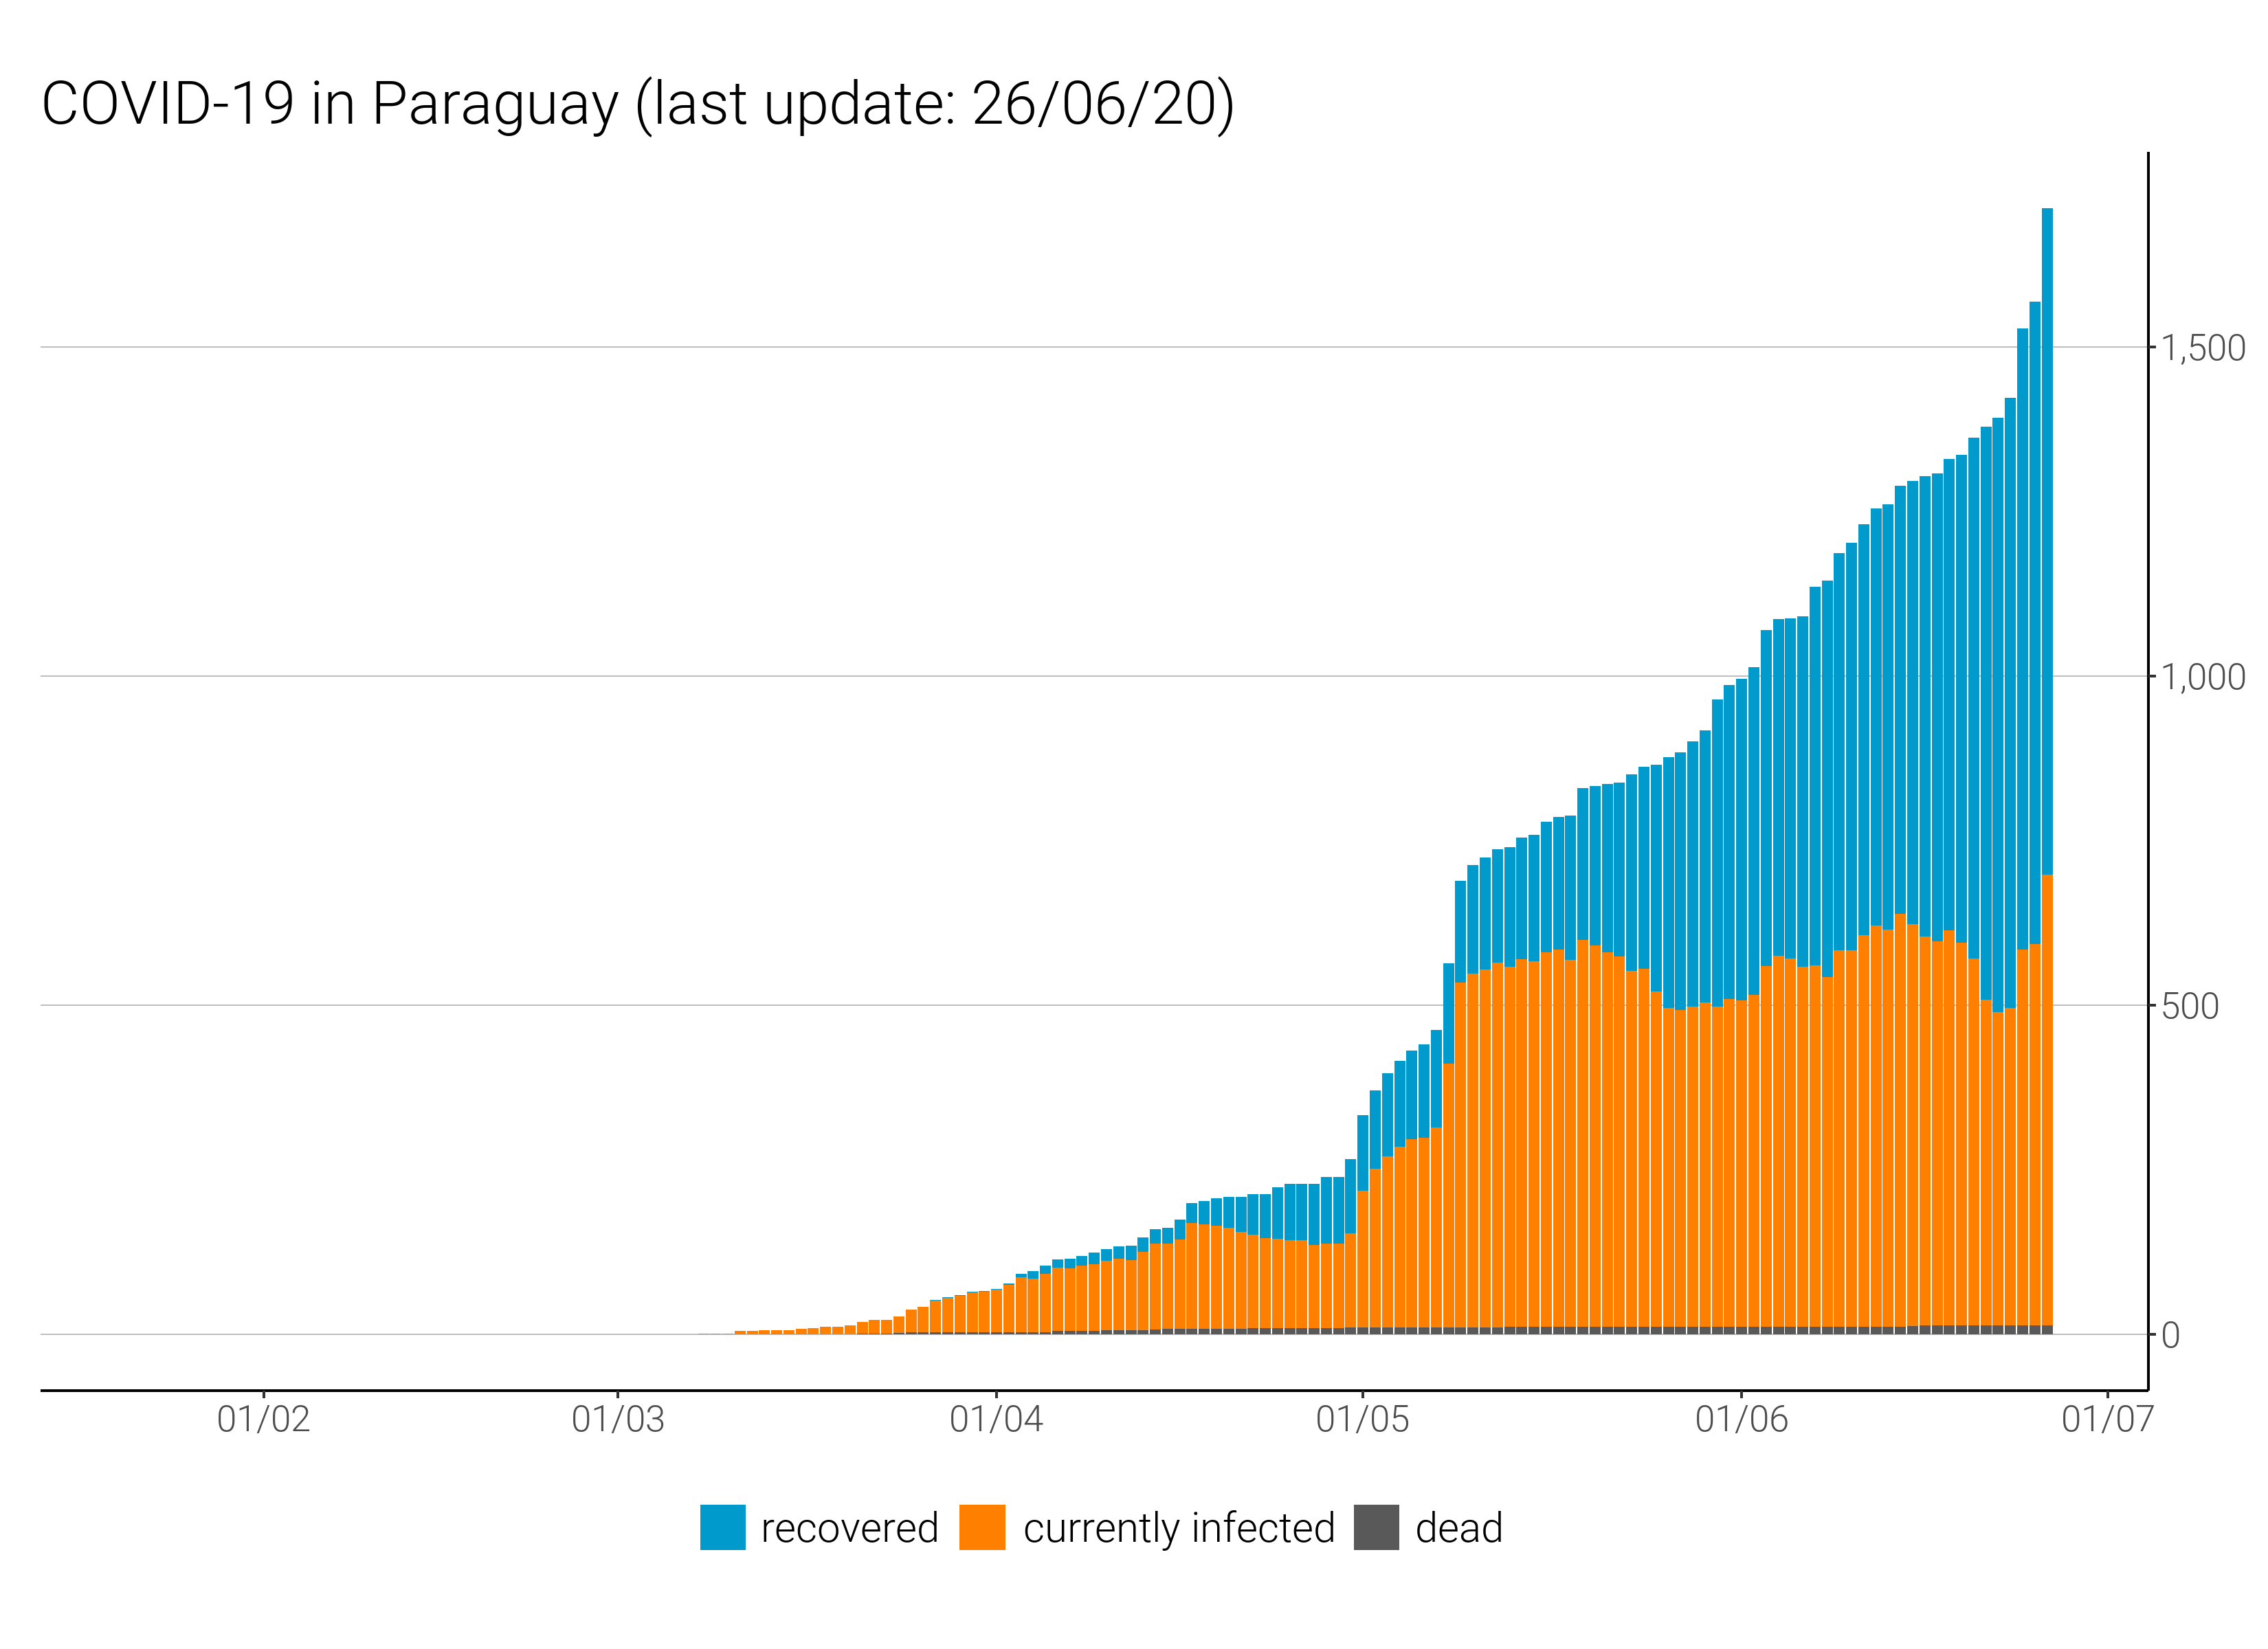 COVID-19 in Paraguay (last update: 26/06/20)
1,500
1,000
500
0
01/02 01/03 01/04 01/05 01/06 01/07
recovered currently infected dead